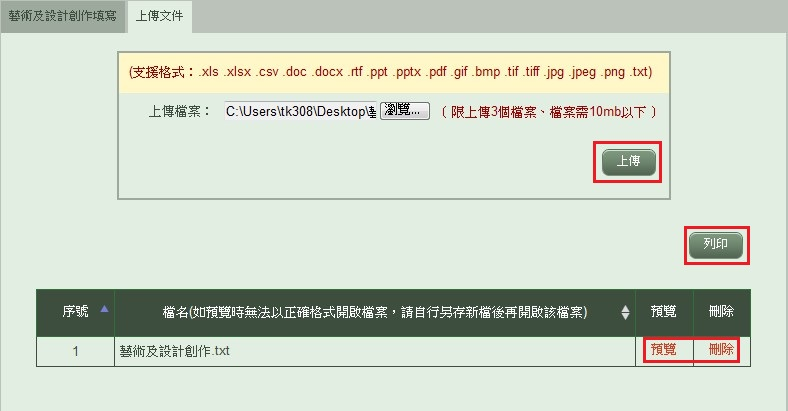 藝術及設計創作填寫 上傳文件
(支援格式：.xls .xlsx .csv .doc .docx .rtf .ppt .pptx .pdf .gif .bmp .tif .tiff .jpg .jpeg .png .txt)
上傳檔案： C:\Users\tk308\Desktop\ 瀏覽... ( 限上傳3個檔案、檔案需10mb以下 )
上傳
列印
序號 檔名(如預覽時無法以正確格式開啟檔案，請自行另存新檔後再開啟該檔案) 預覽 刪除
1 藝術及設計創作.txt 預覽 刪除